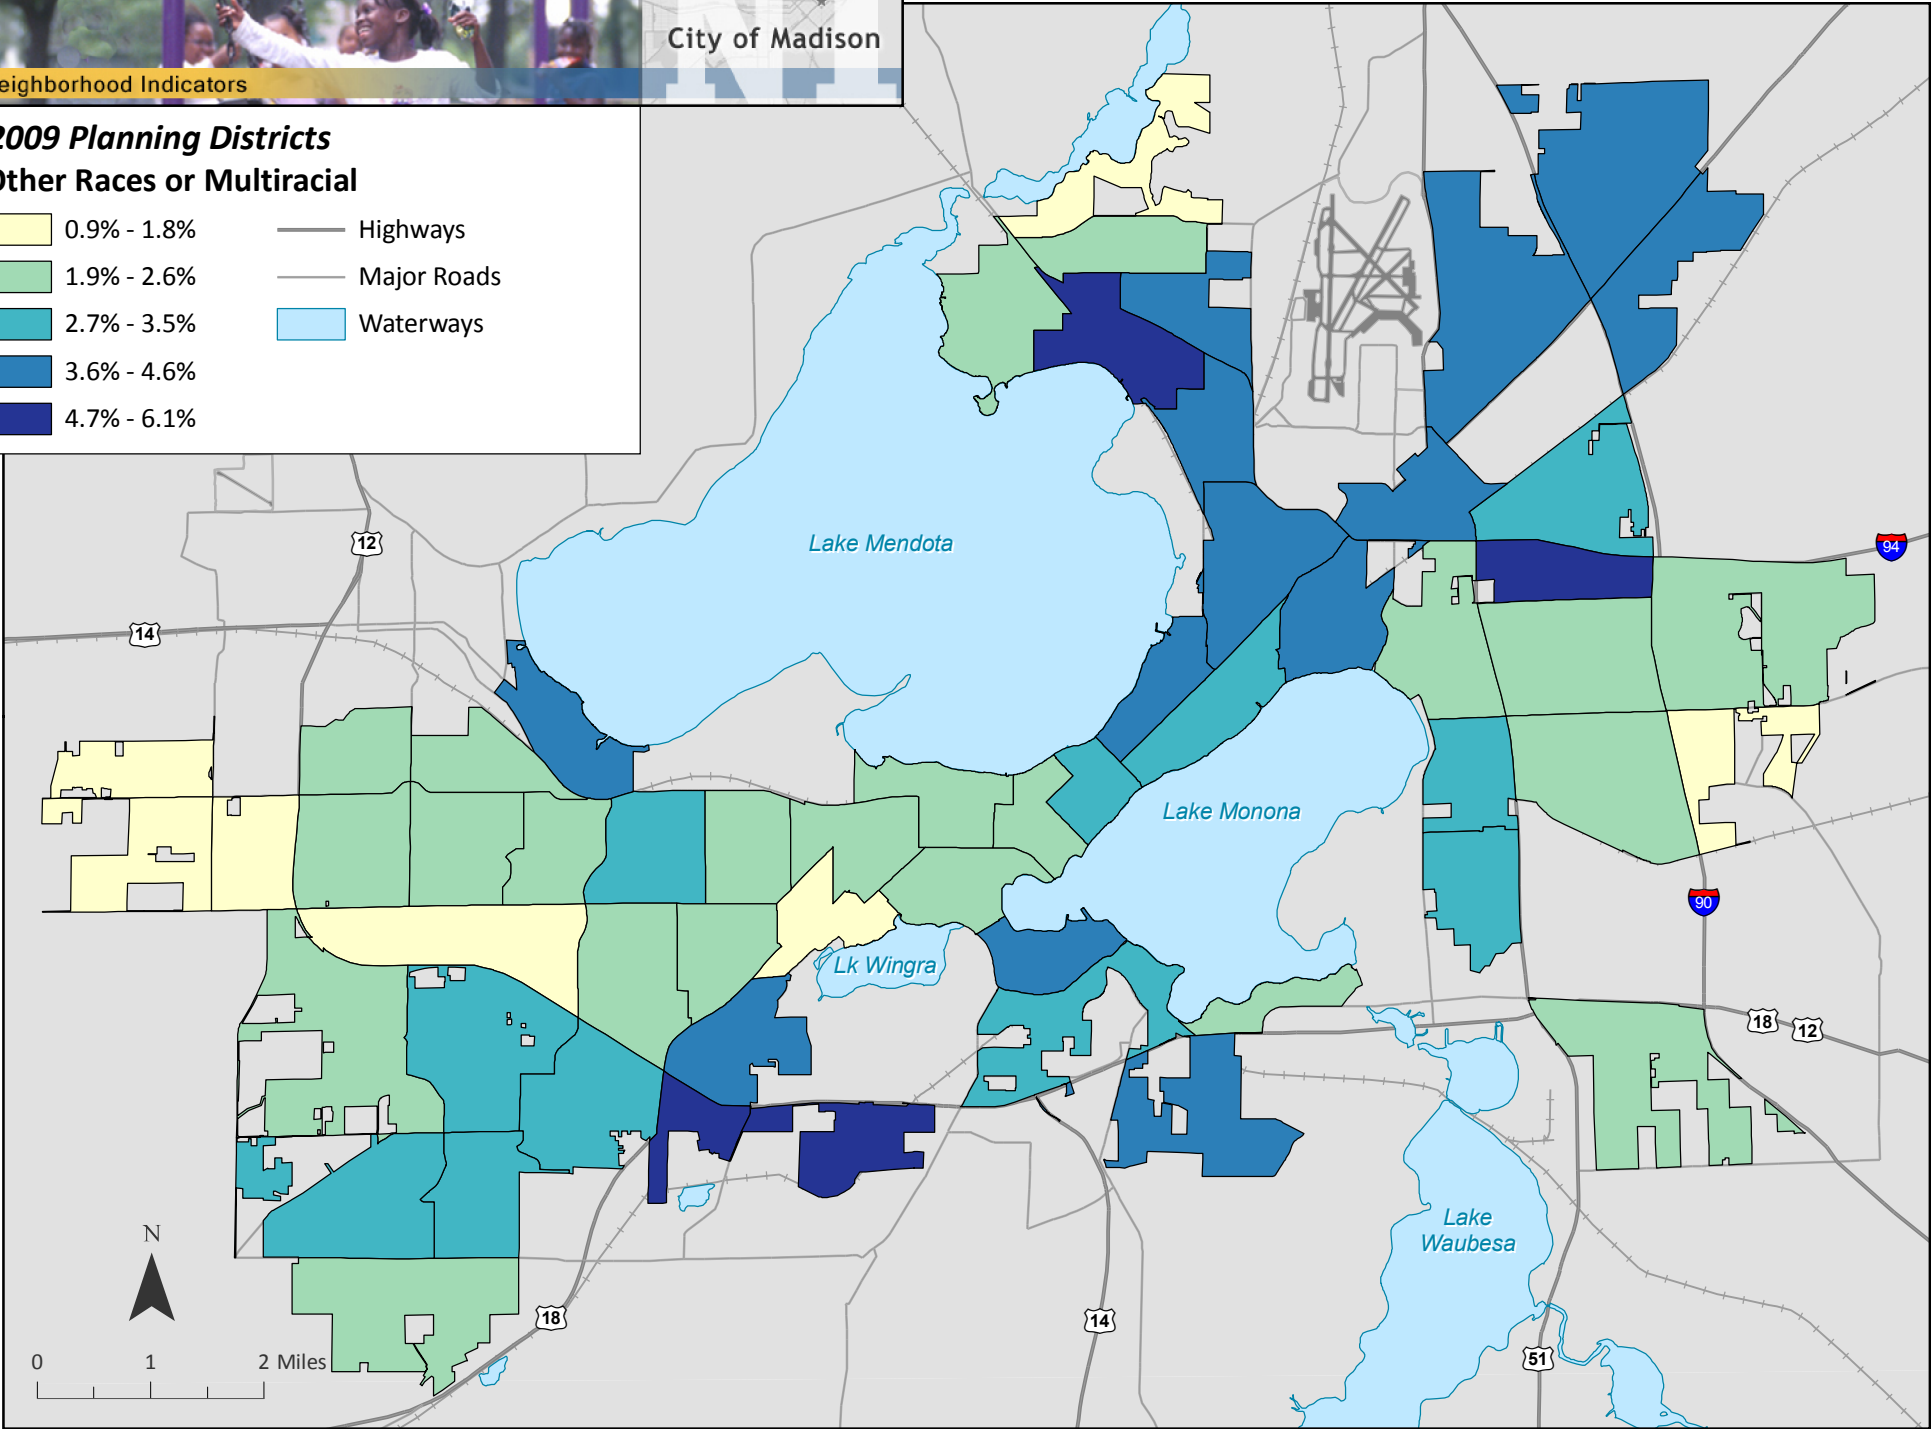 City of Madison
eighborhood Indicators
2009 Planning Districts
Other Races or Multiracial
0.9% - 1.8%
Highways
1.9% - 2.6%
Major Roads
2.7% - 3.5%
Waterways
3.6% - 4.6%
4.7% - 6.1%
12
Lake Mendota
94
14
Lake Monona
90
Lk Wingra
18
12
Lake
Waubesa
N
18
14
51
0 1 2 Miles